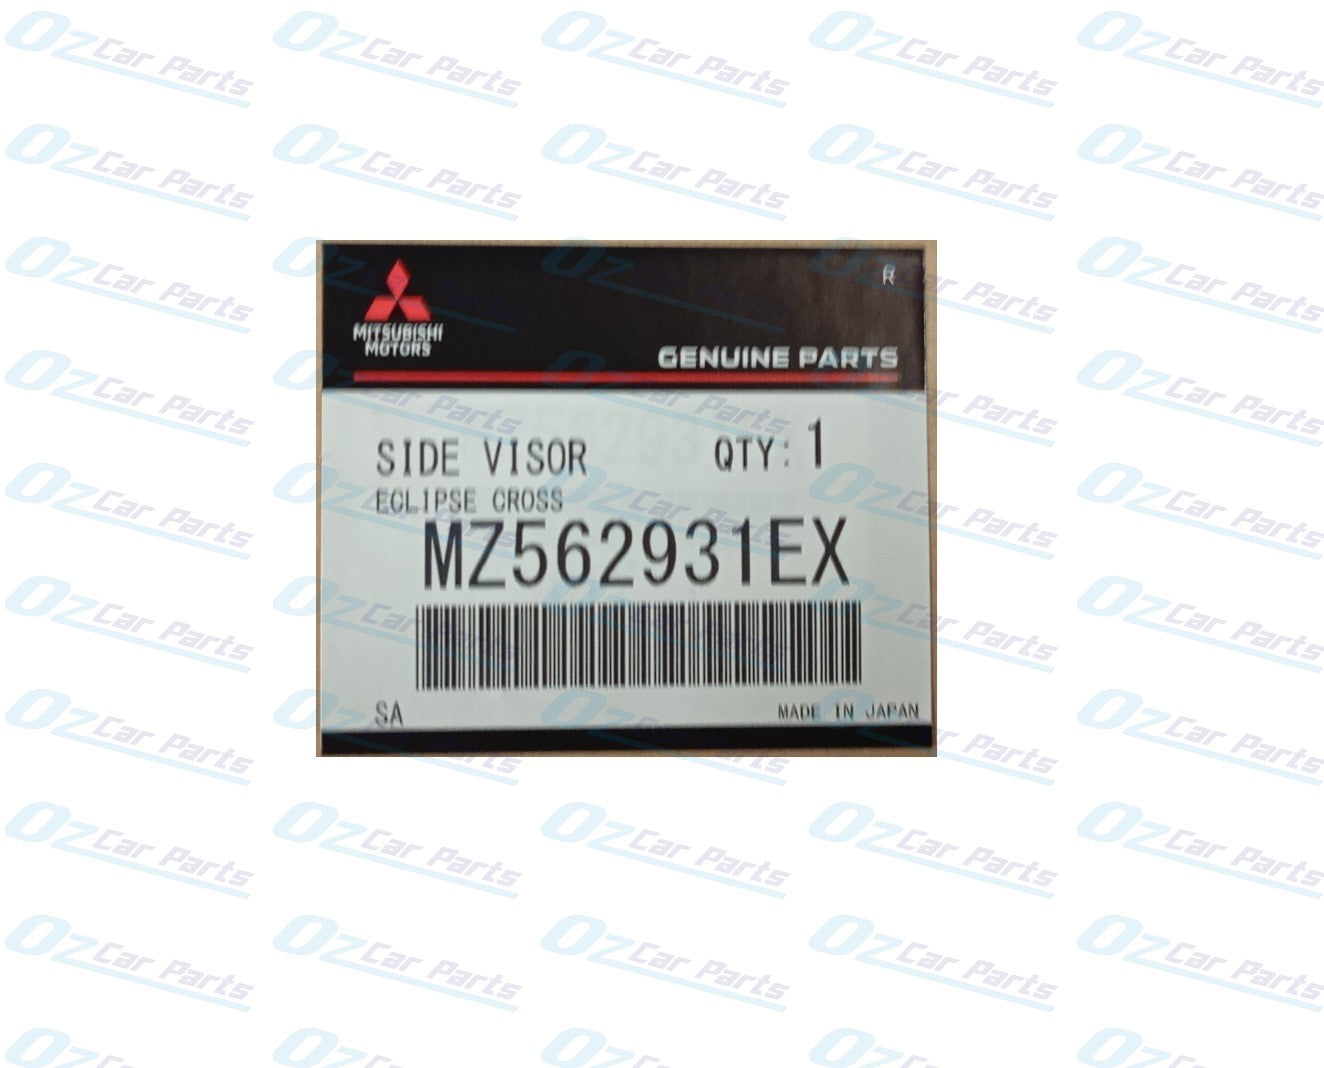 R
MITSUBISHI
MOTORS
GENUINE PARTS
SIDE VISOR QTY: 1
ECLIPSE CROSS
MZ562931EX
SA MADE IN JAPAN
Oz Car Parts